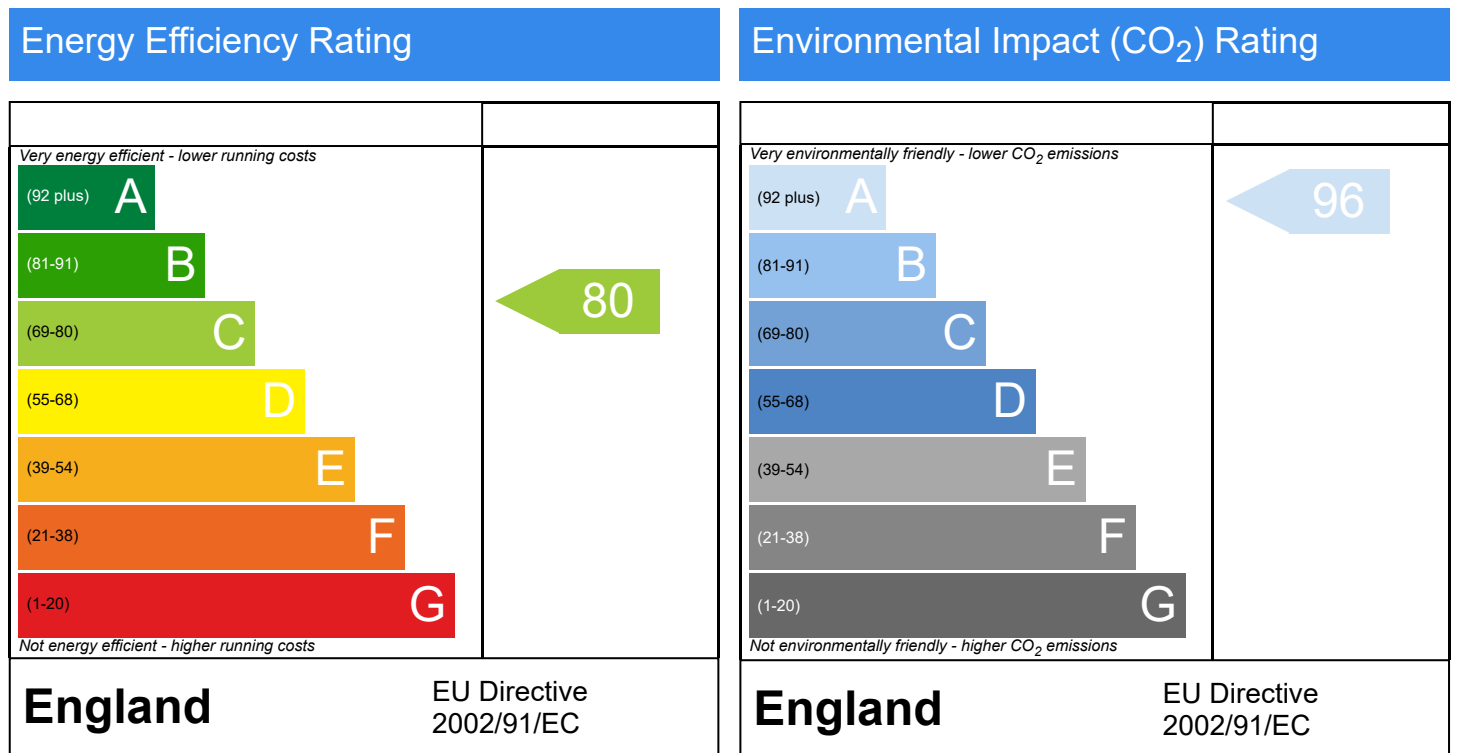 Energy Efficiency Rating
Very energy efficient - lower running costs
(92 plus) A
(81-91) B
(69-80) C
(55-68) D
(39-54) E
(21-38) F
(1-20) G
Not energy efficient - higher running costs
80
England
EU Directive
2002/91/EC
Environmental Impact (CO2) Rating
Very environmentally friendly - lower CO2 emissions
(92 plus) A
(81-91) B
(69-80) C
(55-68) D
(39-54) E
(21-38) F
(1-20) G
Not environmentally friendly - higher CO2 emissions
96
England
EU Directive
2002/91/EC